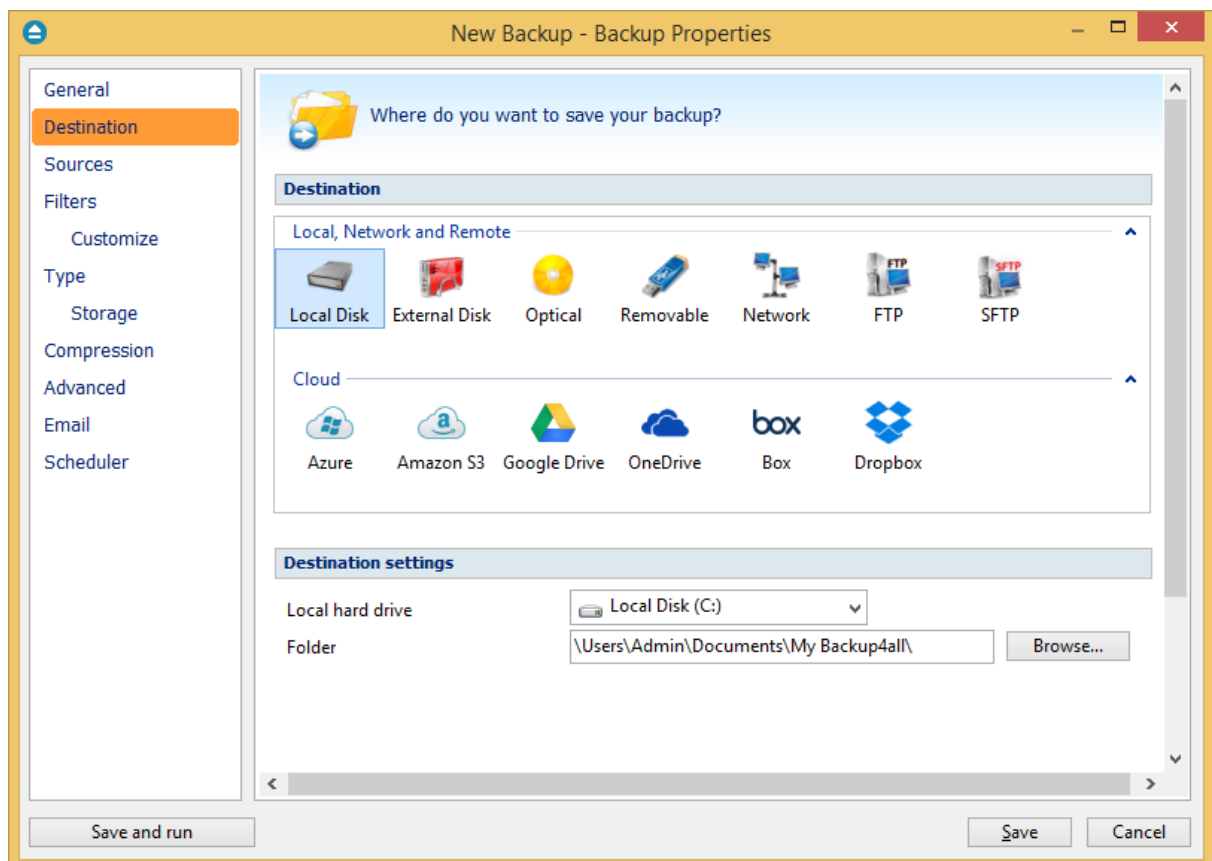 New Backup - Backup Properties
General
Destination
Sources
Filters
Customize
Type
Storage
Compression
Advanced
Email
Scheduler
Where do you want to save your backup?
Destination
Local, Network and Remote
FTP SFTP
Local Disk External Disk Optical Removable Network FTP SFTP
Cloud
a box
Azure Amazon S3 Google Drive OneDrive Box Dropbox
Destination settings
Local hard drive Local Disk (C:)
Folder \Users\Admin\Documents\My Backup4all\ Browse...
Save and run Save Cancel